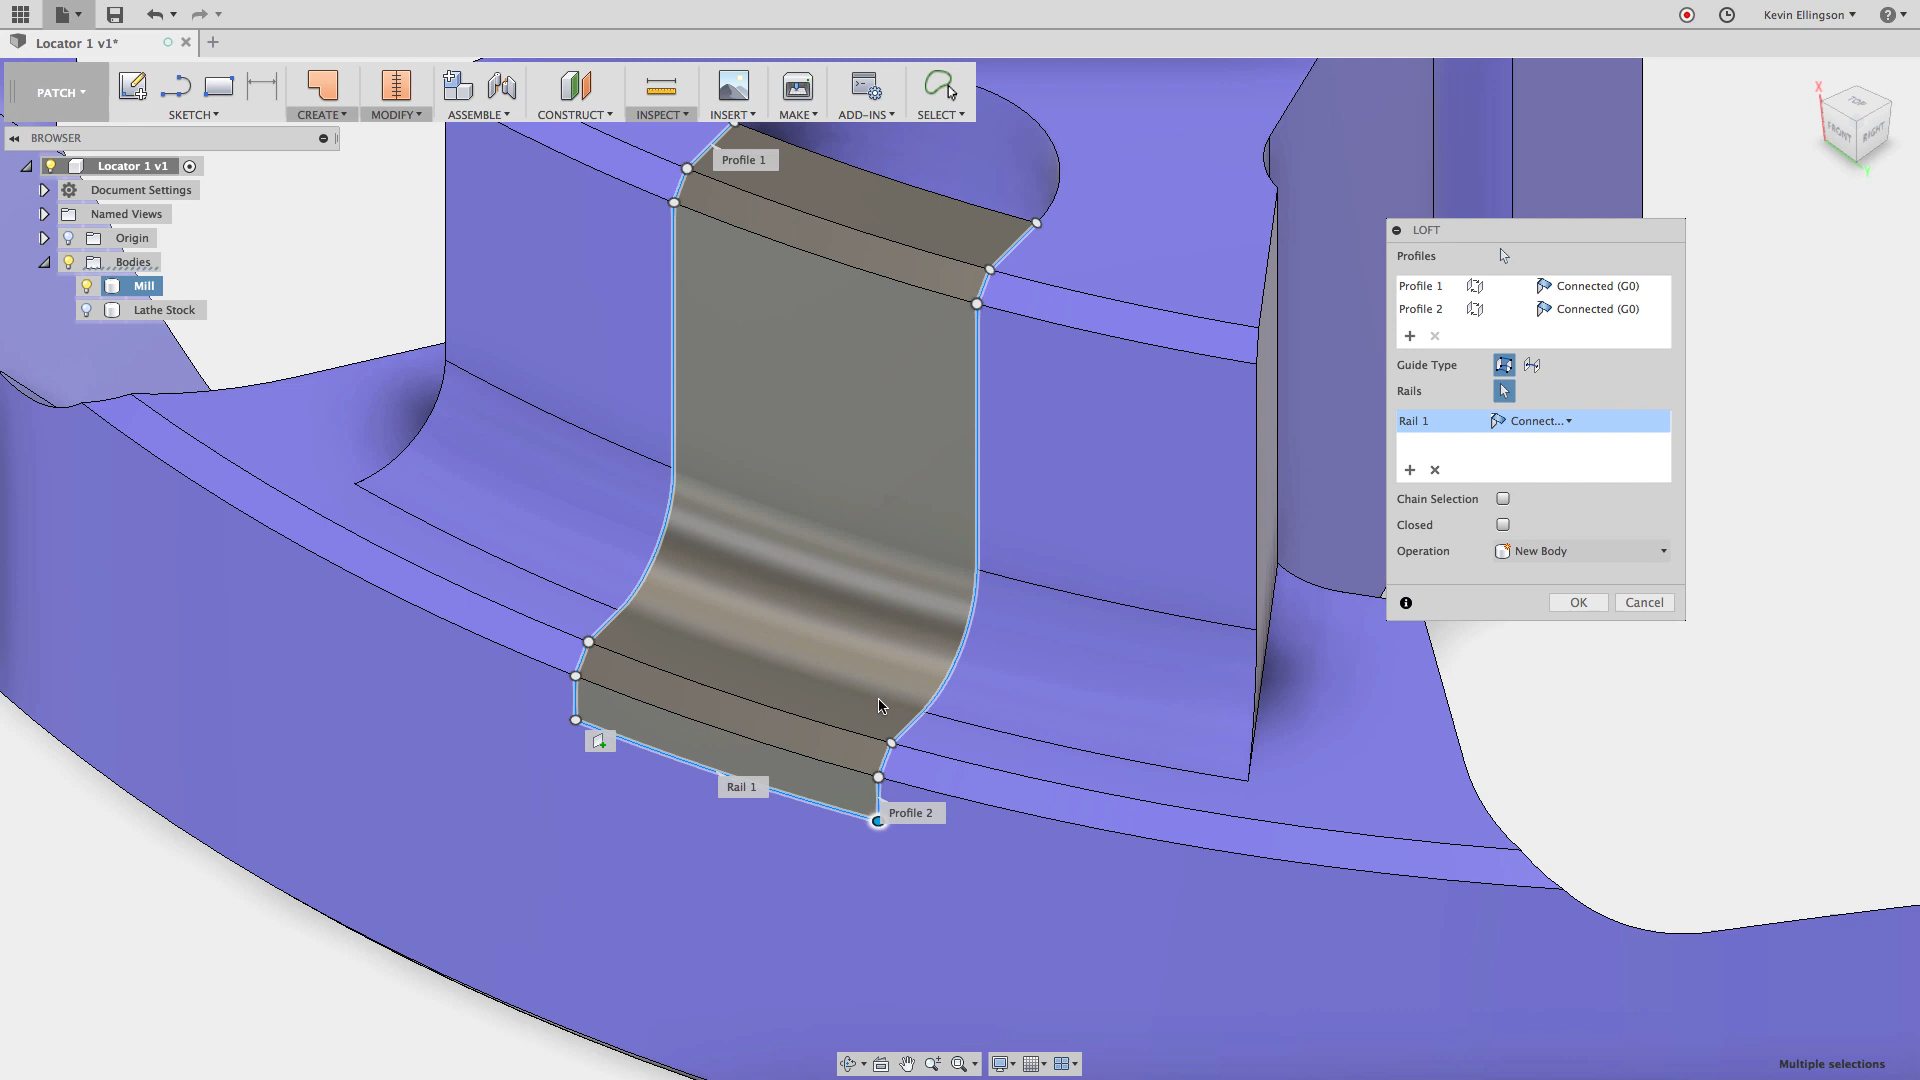 Kevin Ellingson
Locator 1 v1*
PATCH
SKETCH
CREATE
MODIFY
ASSEMBLE
CONSTRUCT
INSPECT
INSERT
MAKE
ADD-INS
SELECT
BROWSER
Locator 1 v1
Document Settings
Named Views
Origin
Bodies
Mill
Lathe Stock
Profile 1
Rail 1
Profile 2
X
TOP
FRONT
RIGHT
Y
LOFT
Profiles
Profile 1 Connected (G0)
Profile 2 Connected (G0)
Guide Type
Rails
Rail 1 Connect...
Chain Selection
Closed
Operation New Body
OK Cancel
Multiple selections